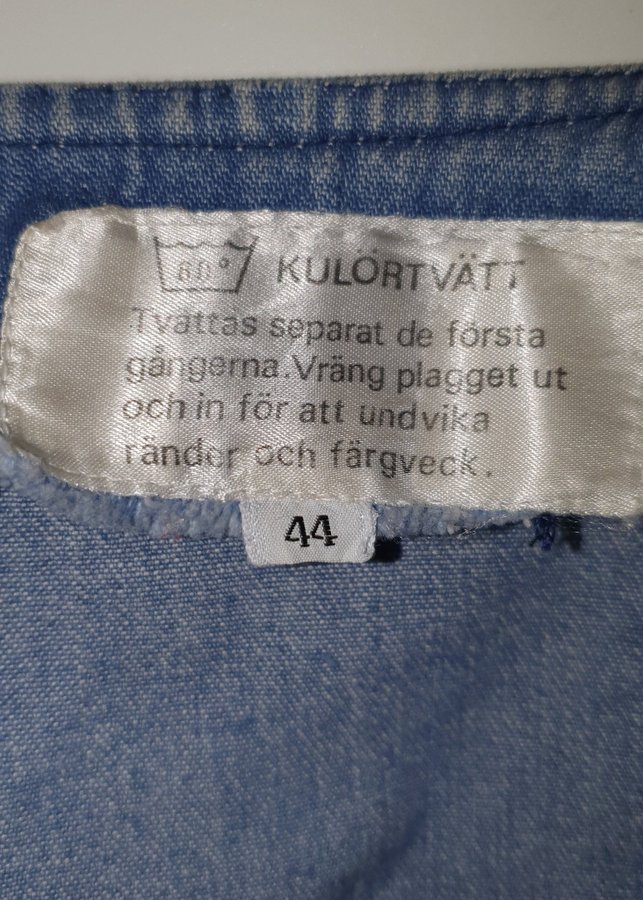 60° KULÖRTVÄTT
Tvättas separat de första
gångerna. Vräng plagget ut
och in för att undvika
ränder och färgveck.
44